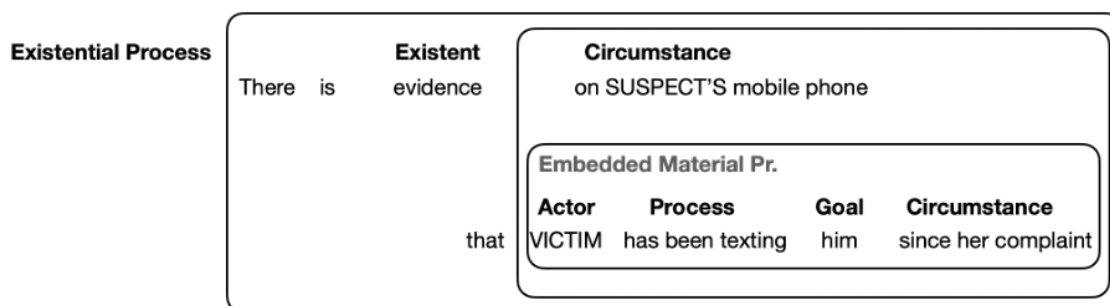 Existential Process Existent Circumstance
There is evidence on SUSPECT'S mobile phone
Embedded Material Pr.
Actor Process Goal Circumstance
that VICTIM has been texting him since her complaint